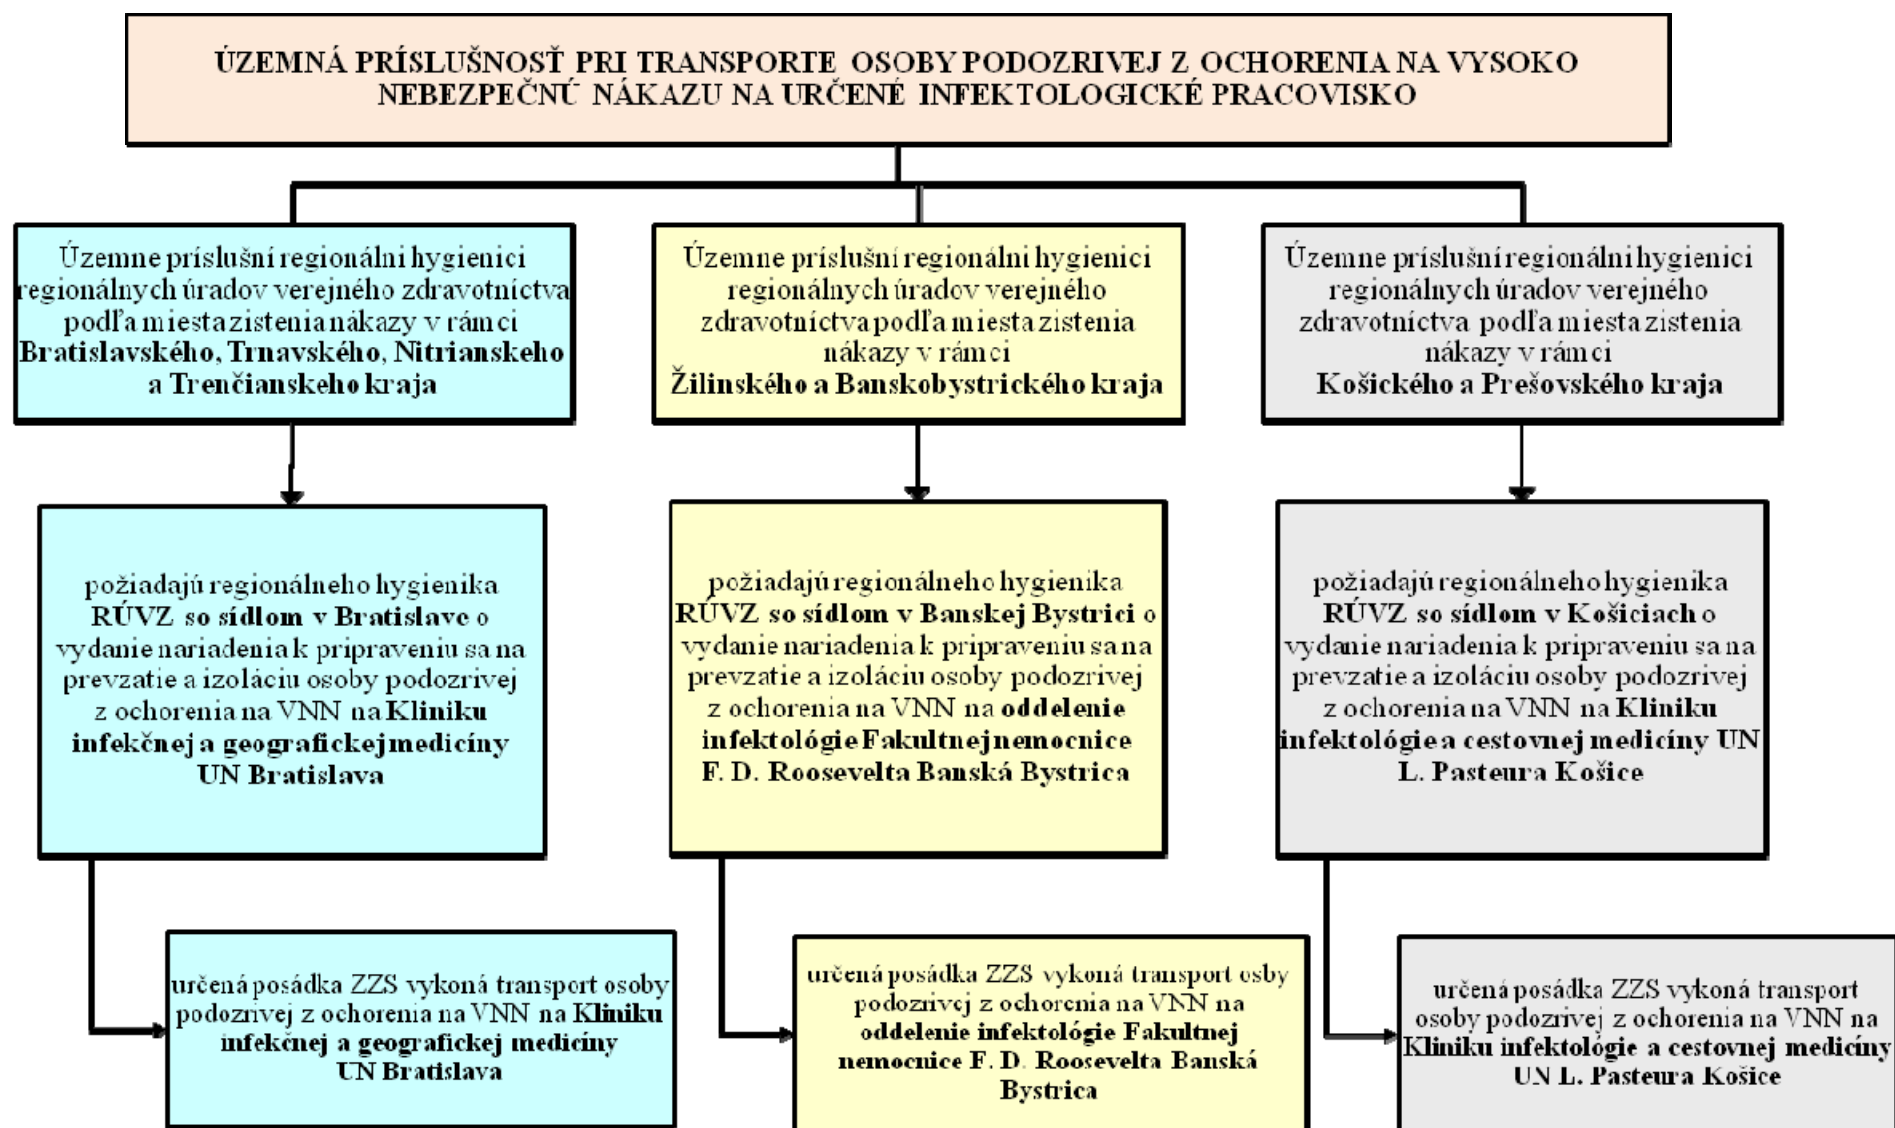 ÚZEMNÁ PRÍSLUŠNOSŤ PRI TRANSPORTE OSOBY PODOZRIVEJ Z OCHORENIA NA VYSOKO
NEBEZPEČNÚ NÁKAZU NA URČENÉ INFEKTOLOGICKÉ PRACOVISKO
Územne príslušní regionálni hygienici
regionálnych úradov verejného zdravotníctva
podľa miesta zistenia nákazy v rámci
Bratislavského, Trnavského, Nitrianskeho
a Trenčianskeho kraja
Územne príslušní regionálni hygienici
regionálnych úradov verejného
zdravotníctva podľa miesta zistenia
nákazy v rámci
Žilinského a Banskobystrického kraja
Územne príslušní regionálni hygienici
regionálnych úradov verejného
zdravotníctva podľa miesta zistenia
nákazy v rámci
Košického a Prešovského kraja
požiadajú regionálneho hygienika
RÚVZ so sídlom v Bratislave o
vydanie nariadenia k pripraveniu sa na
prevzatie a izoláciu osoby podozrivej
z ochorenia na VNN na Kliniku
infekčnej a geografickej medicíny
UN Bratislava
požiadajú regionálneho hygienika
RÚVZ so sídlom v Banskej Bystrici o
vydanie nariadenia k pripraveniu sa na
prevzatie a izoláciu osoby podozrivej
z ochorenia na VNN na oddelenie
infektológie Fakultnej nemocnice
F. D. Roosevelta Banská Bystrica
požiadajú regionálneho hygienika
RÚVZ so sídlom v Košiciach o
vydanie nariadenia k pripraveniu sa na
prevzatie a izoláciu osoby podozrivej
z ochorenia na VNN na Kliniku
infektológie a cestovnej medicíny UN
L. Pasteura Košice
určená posádka ZZS vykoná transport osoby
podozrivej z ochorenia na VNN na Kliniku
infekčnej a geografickej medicíny
UN Bratislava
určená posádka ZZS vykoná transport osby
podozrivej z ochorenia na VNN na
oddelenie infektológie Fakultnej
nemocnice F. D. Roosevelta Banská
Bystrica
určená posádka ZZS vykoná transport
osoby podozrivej z ochorenia na VNN na
Kliniku infektológie a cestovnej medicíny
UN L. Pasteura Košice